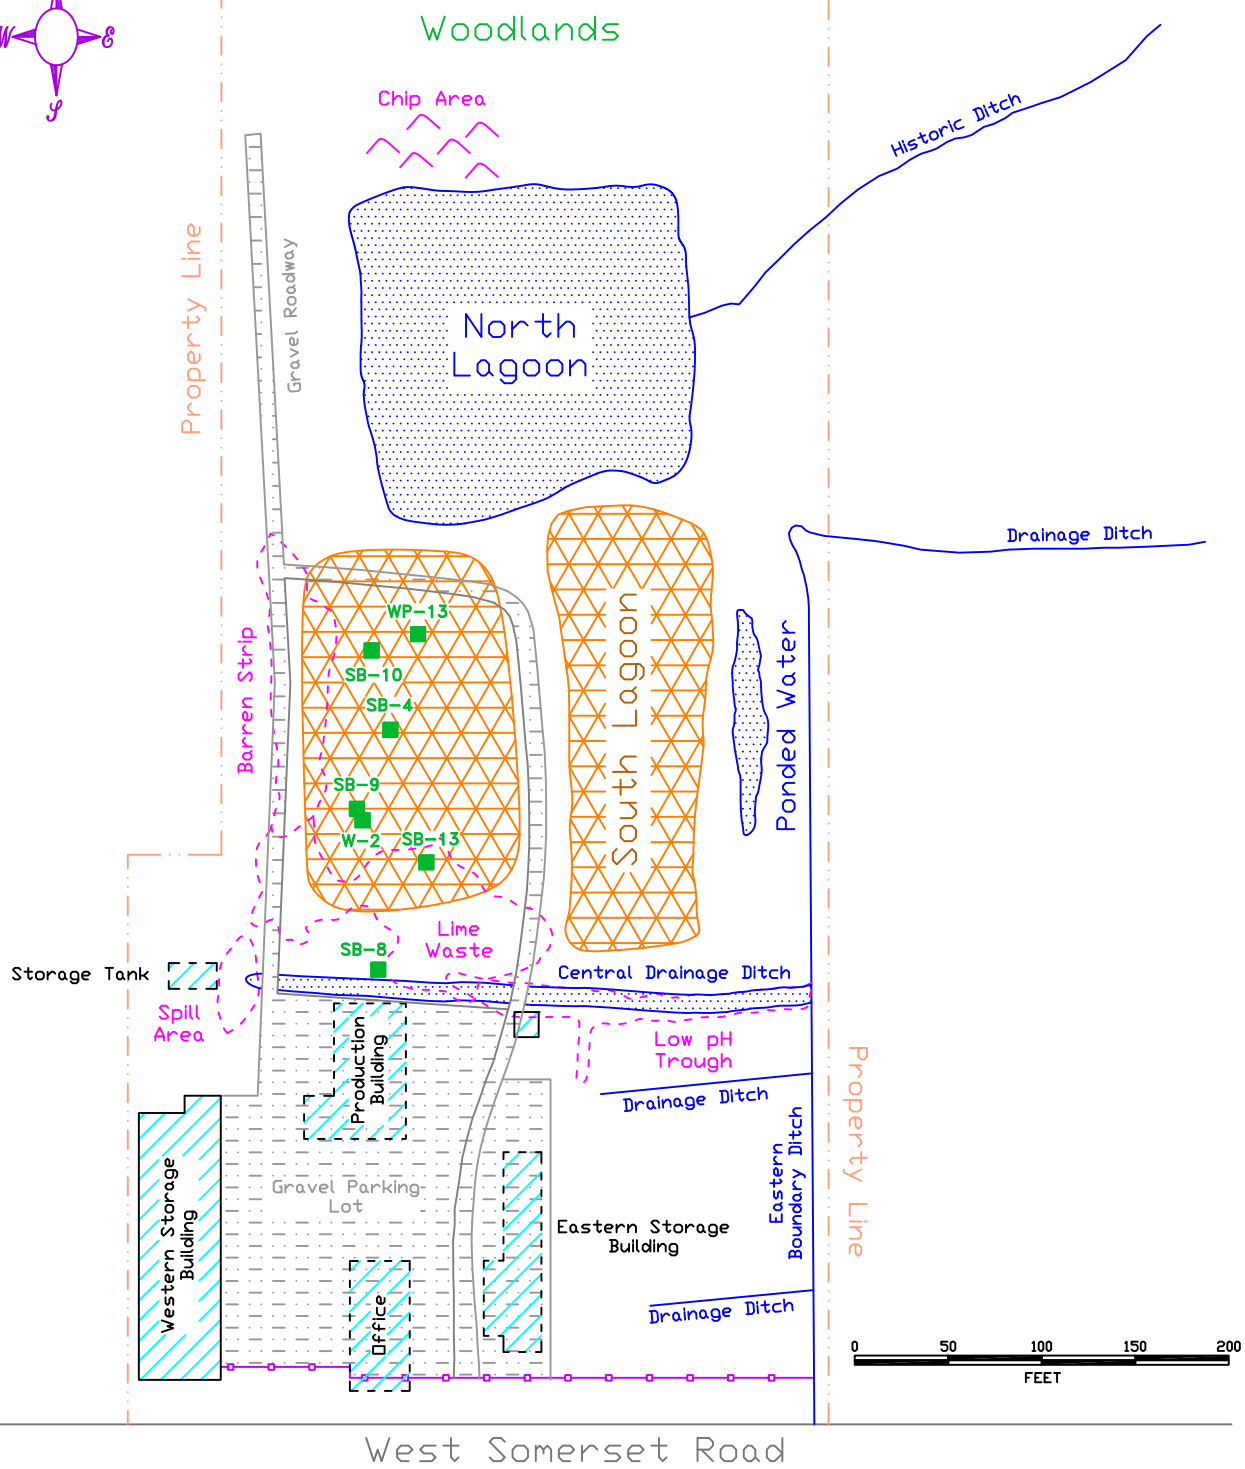 Woodlands
W
E
S
Chip Area
Historic Ditch
Property Line
Gravel Roadway
North
Lagoon
Drainage Ditch
WP-13
SB-10
SB-4
SB-9
W-2
SB-13
Barren Strip
South Lagoon
Ponded Water
Lime
Waste
SB-8
Storage Tank
Central Drainage Ditch
Spill
Area
Production
Building
Low pH
Trough
Drainage Ditch
Property Line
Eastern
Boundary Ditch
Western Storage
Building
Gravel Parking
Lot
Eastern Storage
Building
Office
Drainage Ditch
0 50 100 150 200
FEET
West Somerset Road